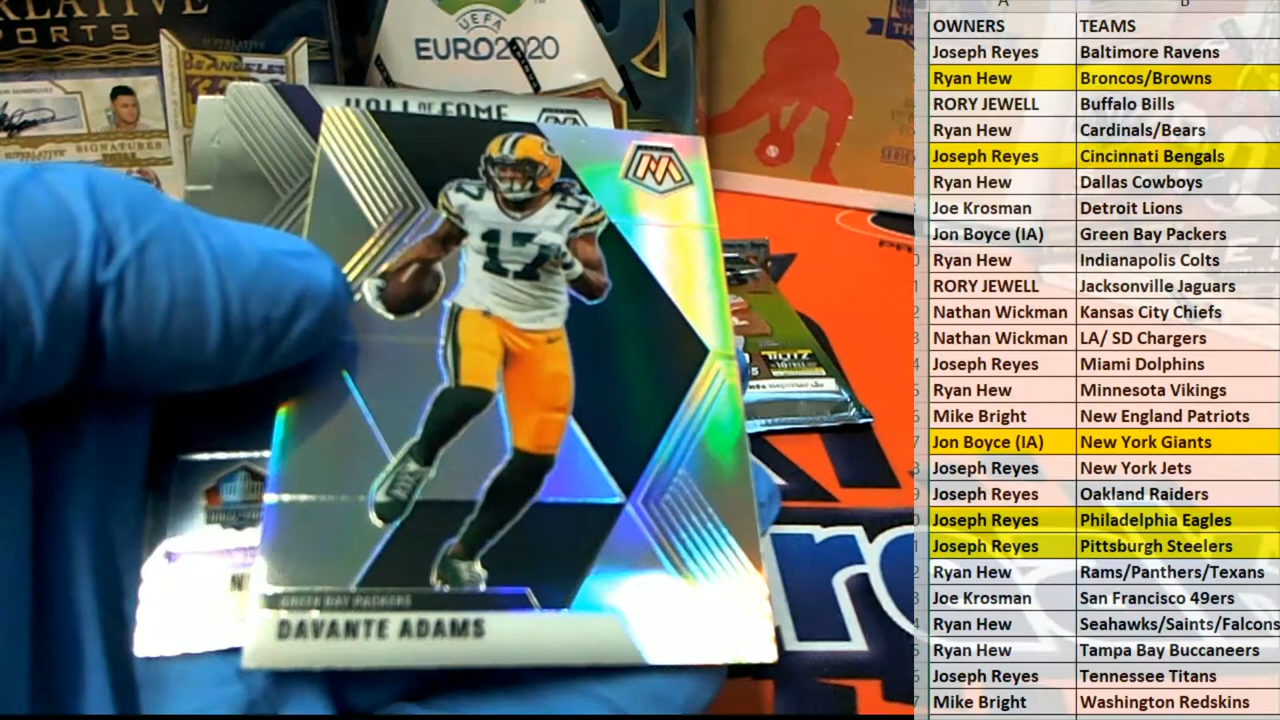 RLATIVE
PORTS
SUPERLATIVE
SIGNATURES
UEFA
EURO2020
HALL OF FAME
17
GREEN BAY PACKERS
DAVANTE ADAMS
BLITZ
A B
OWNERS TEAMS
Joseph Reyes Baltimore Ravens
Ryan Hew Broncos/Browns
RORY JEWELL Buffalo Bills
Ryan Hew Cardinals/Bears
Joseph Reyes Cincinnati Bengals
Ryan Hew Dallas Cowboys
Joe Krosman Detroit Lions
Jon Boyce (IA) Green Bay Packers
Ryan Hew Indianapolis Colts
RORY JEWELL Jacksonville Jaguars
Nathan Wickman Kansas City Chiefs
Nathan Wickman LA/ SD Chargers
Joseph Reyes Miami Dolphins
Ryan Hew Minnesota Vikings
Mike Bright New England Patriots
Jon Boyce (IA) New York Giants
Joseph Reyes New York Jets
Joseph Reyes Oakland Raiders
Joseph Reyes Philadelphia Eagles
Joseph Reyes Pittsburgh Steelers
Ryan Hew Rams/Panthers/Texans
Joe Krosman San Francisco 49ers
Ryan Hew Seahawks/Saints/Falcons
Ryan Hew Tampa Bay Buccaneers
Joseph Reyes Tennessee Titans
Mike Bright Washington Redskins